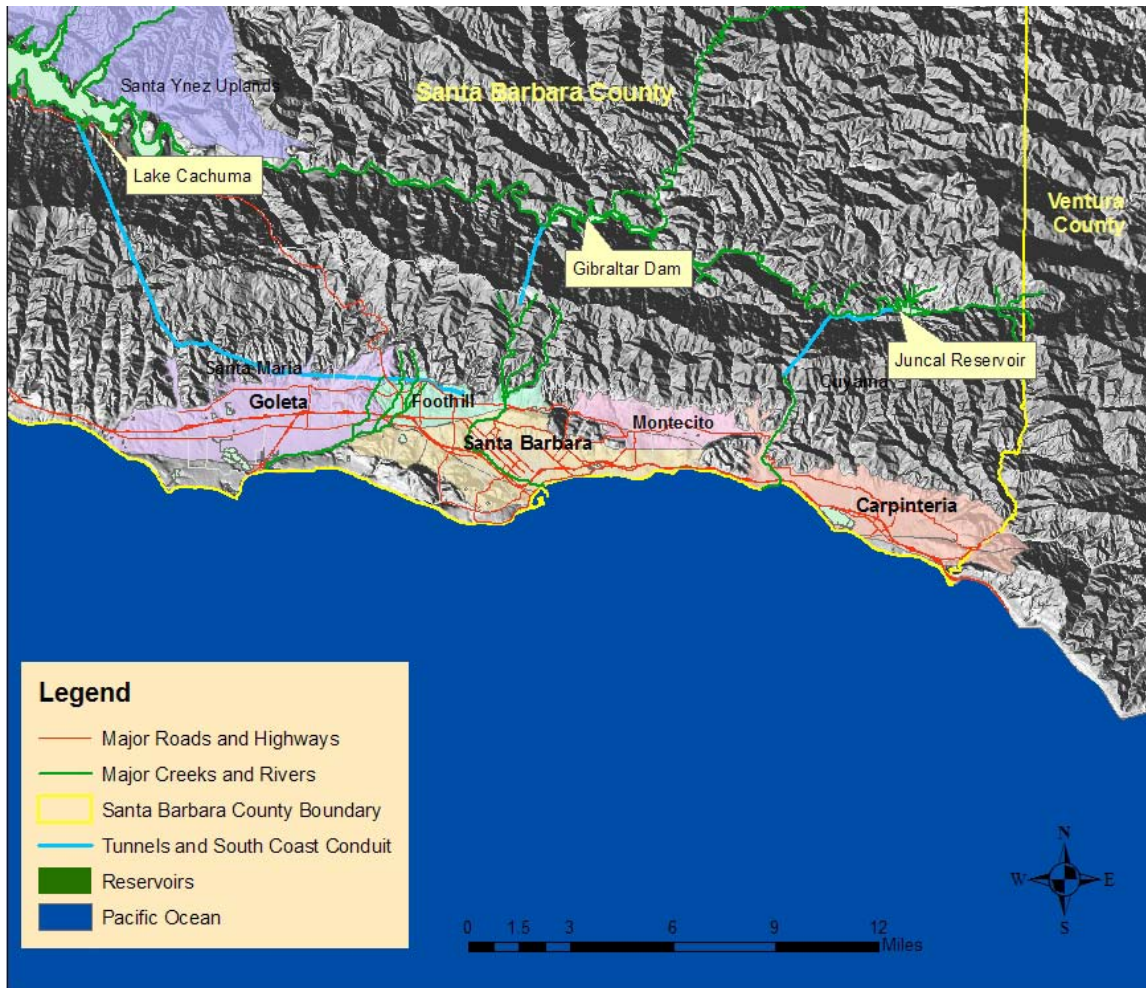 Santa Ynez Uplands
Santa Barbara County
Lake Cachuma
Ventura
County
Gibraltar Dam
Juncal Reservoir
Santa Maria
Cuyama
Goleta
Foothill
Montecito
Santa Barbara
Carpinteria
Legend
Major Roads and Highways
Major Creeks and Rivers
Santa Barbara County Boundary
Tunnels and South Coast Conduit
Reservoirs
Pacific Ocean
N
W E
S
0 1.5 3 6 9 12
Miles